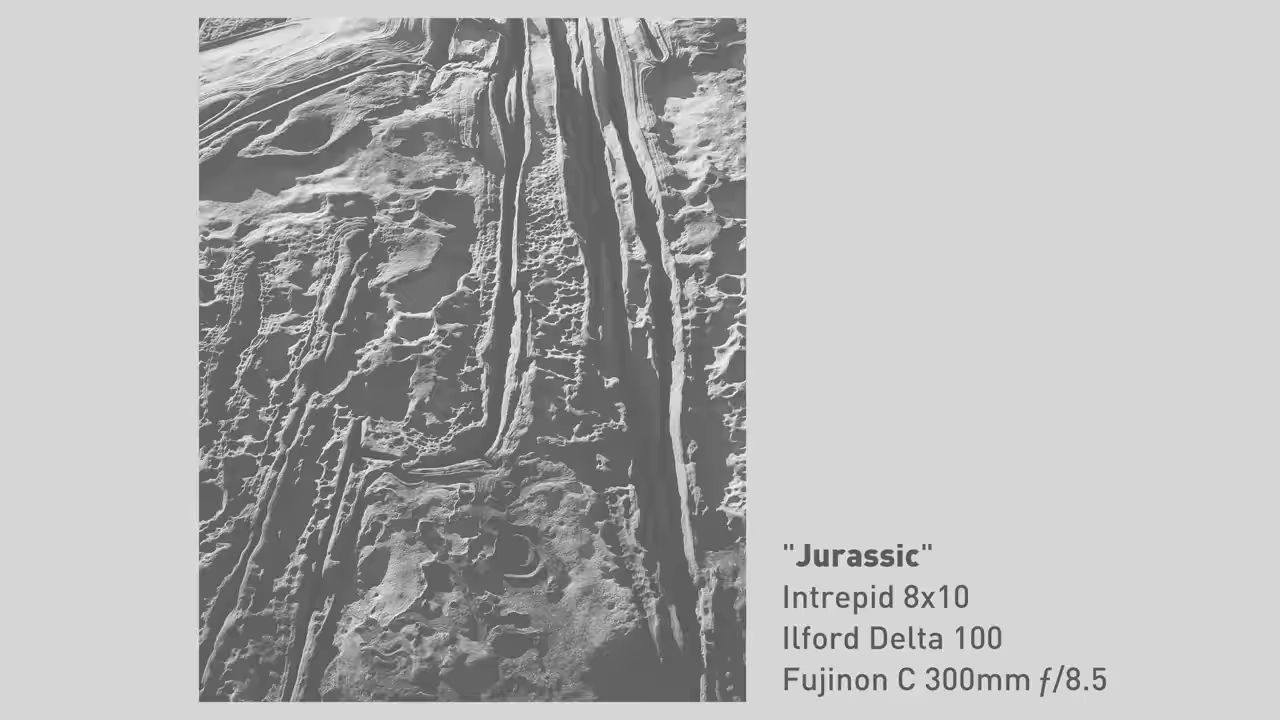 "Jurassic"
Intrepid 8x10
Ilford Delta 100
Fujinon C 300mm ƒ/8.5